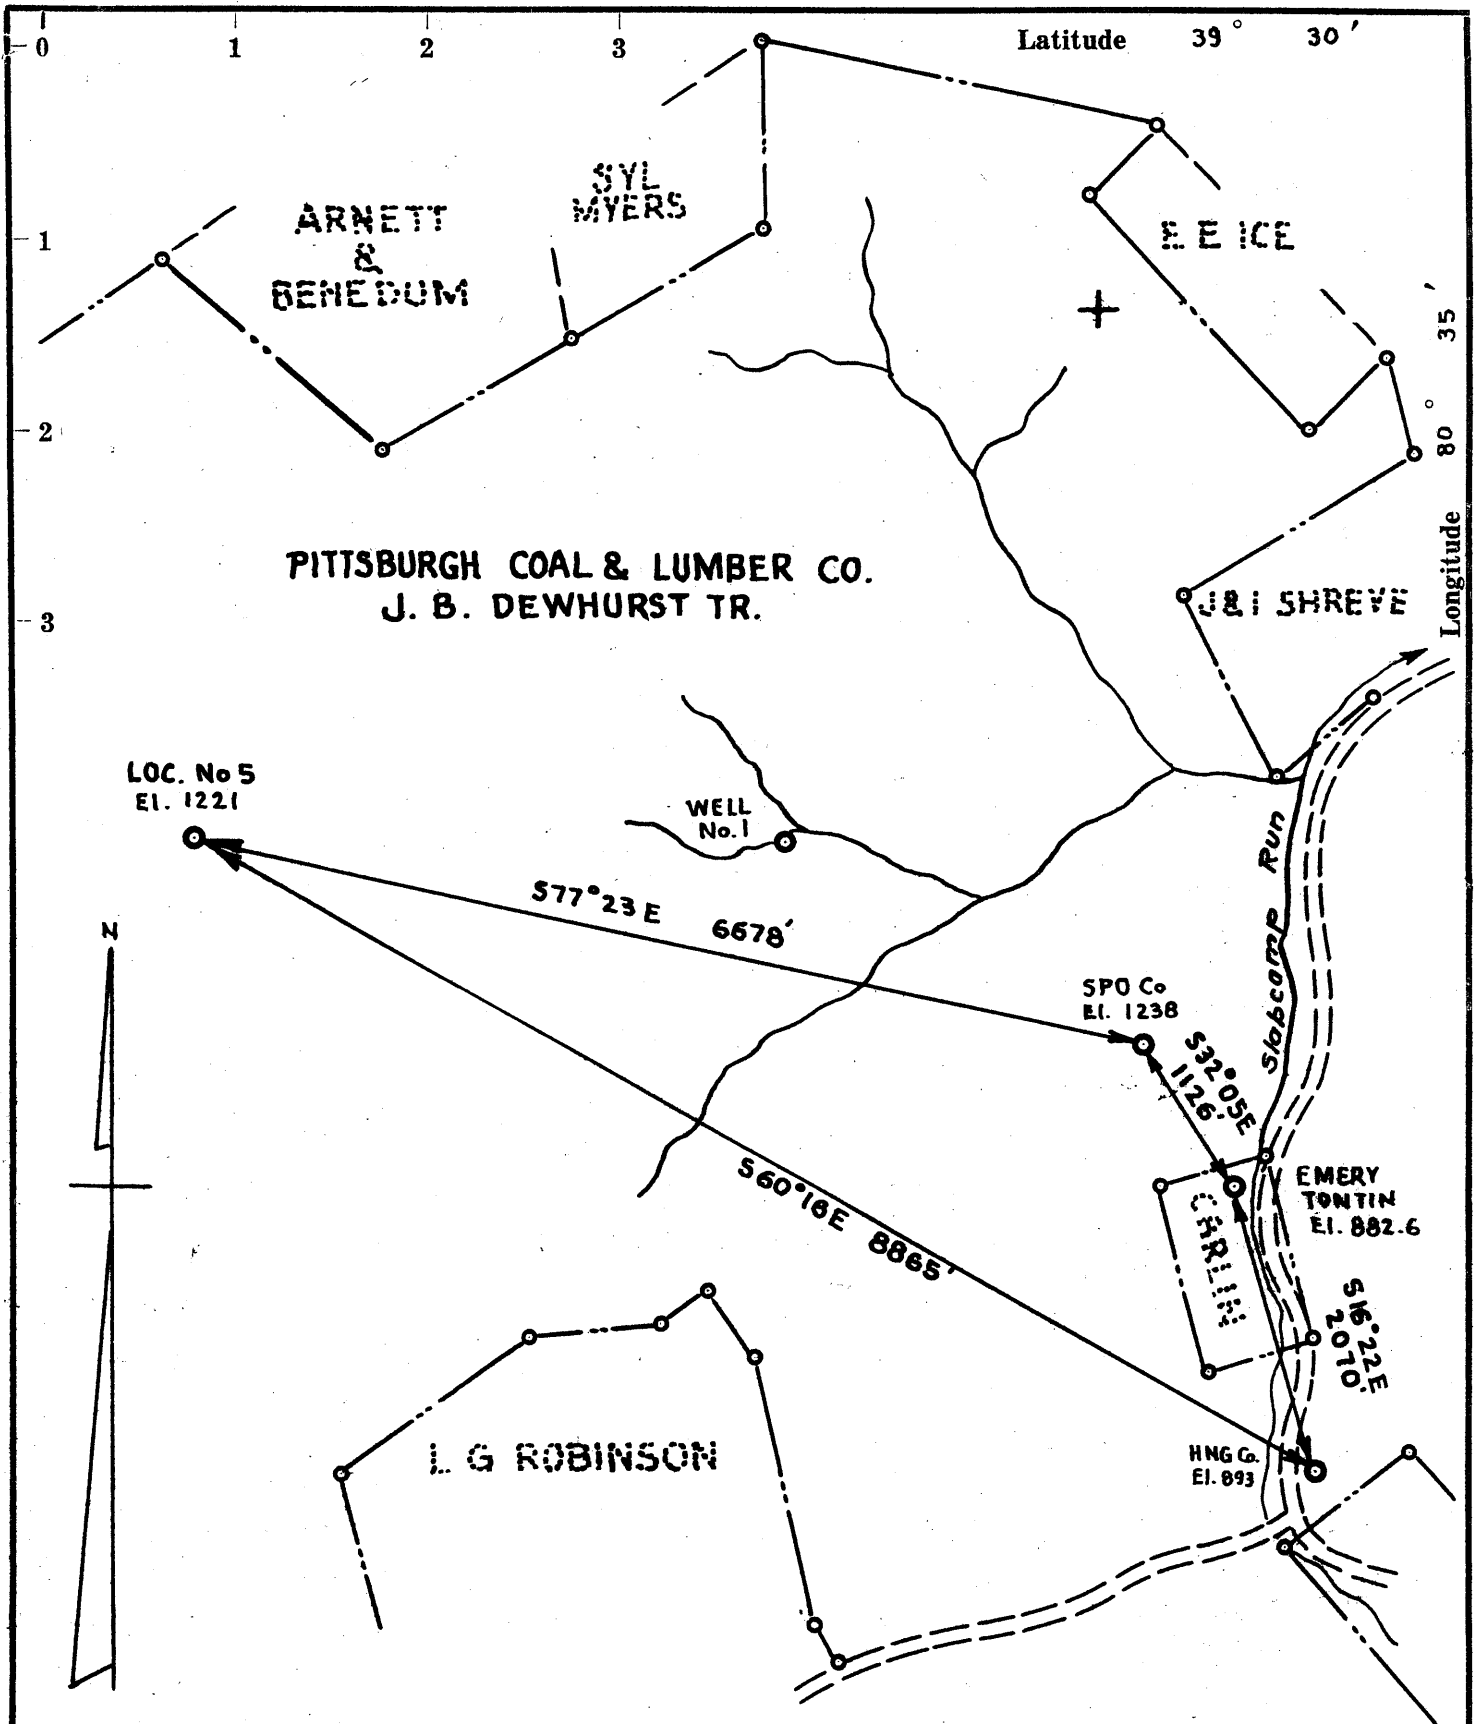 0 1 2 3 Latitude 39° 30'
SYL
MYERS
ARNETT
&
BENEDUM
E E ICE
1
2
3
Longitude 80° 35'
PITTSBURGH COAL & LUMBER CO.
J. B. DEWHURST TR.
J & I SHREVE
LOC. No 5
El. 1221
WELL
No. 1
S77°23E 6678'
Slabcamp Run
N
SPO Co
El. 1238
S32°05E
1126'
S60°16E 8865'
EMERY
TONTIN
El. 882.6
CARLIN
S16°22E
2070'
L G ROBINSON
HNG Co.
El. 893